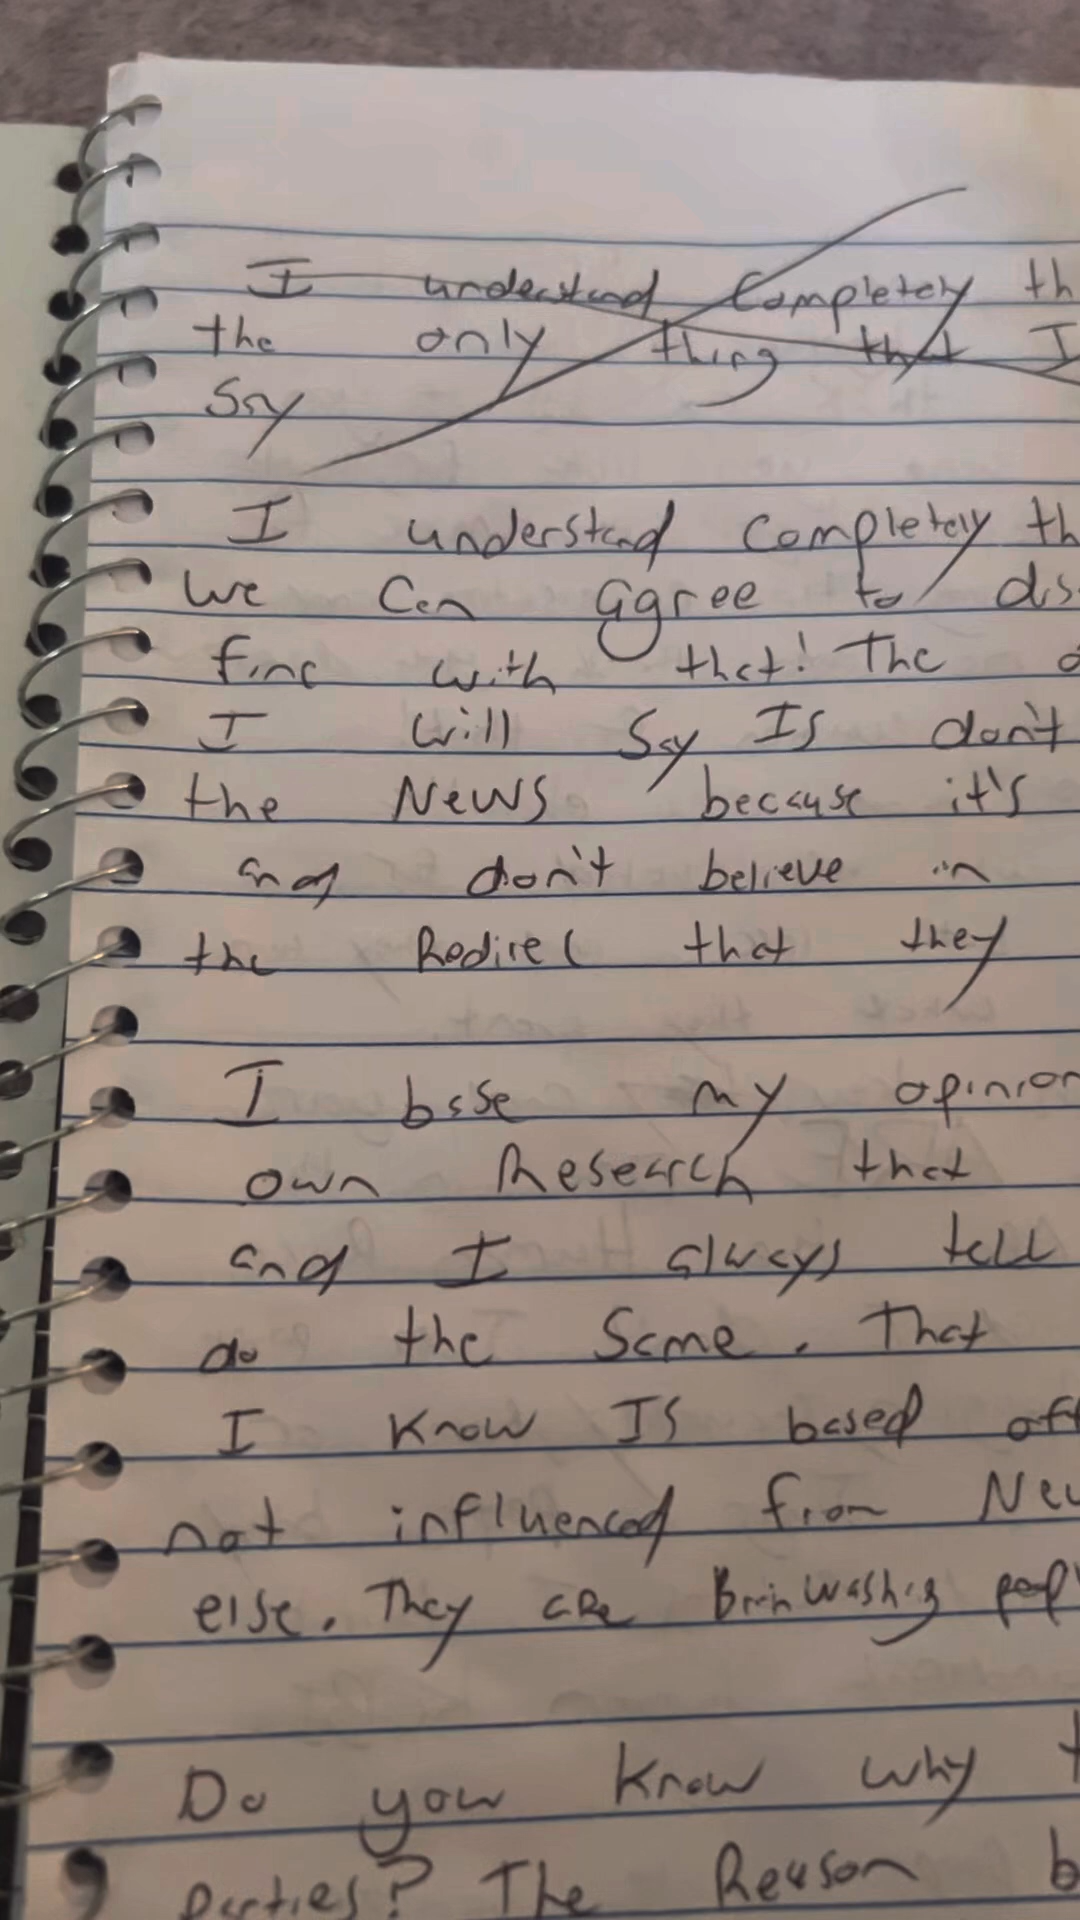 I understand Completely th
the only thing that I
Say
I understand Completely th
we Can agree to dis
fine with that! The
I will Say IS don't
the NEWS because it's
and don't believe in
the that they
I base my opinion
own Research that
and I always tell
do the Same. That
I Know IS based off
not influenced from New
else. They are BrainWashing peopl
Do you Know why t
parties? The Reason b